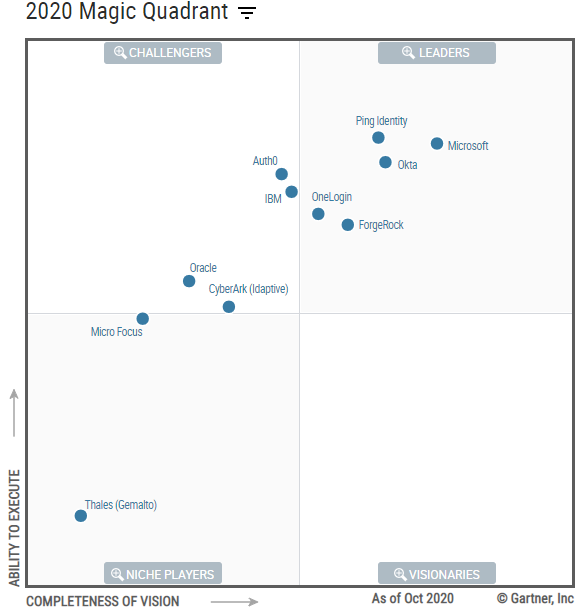 2020 Magic Quadrant
CHALLENGERS
LEADERS
Ping Identity
Microsoft
Okta
Auth0
IBM
OneLogin
ForgeRock
Oracle
CyberArk (Idaptive)
Micro Focus
Thales (Gemalto)
NICHE PLAYERS
VISIONARIES
ABILITY TO EXECUTE
COMPLETENESS OF VISION
As of Oct 2020
© Gartner, Inc